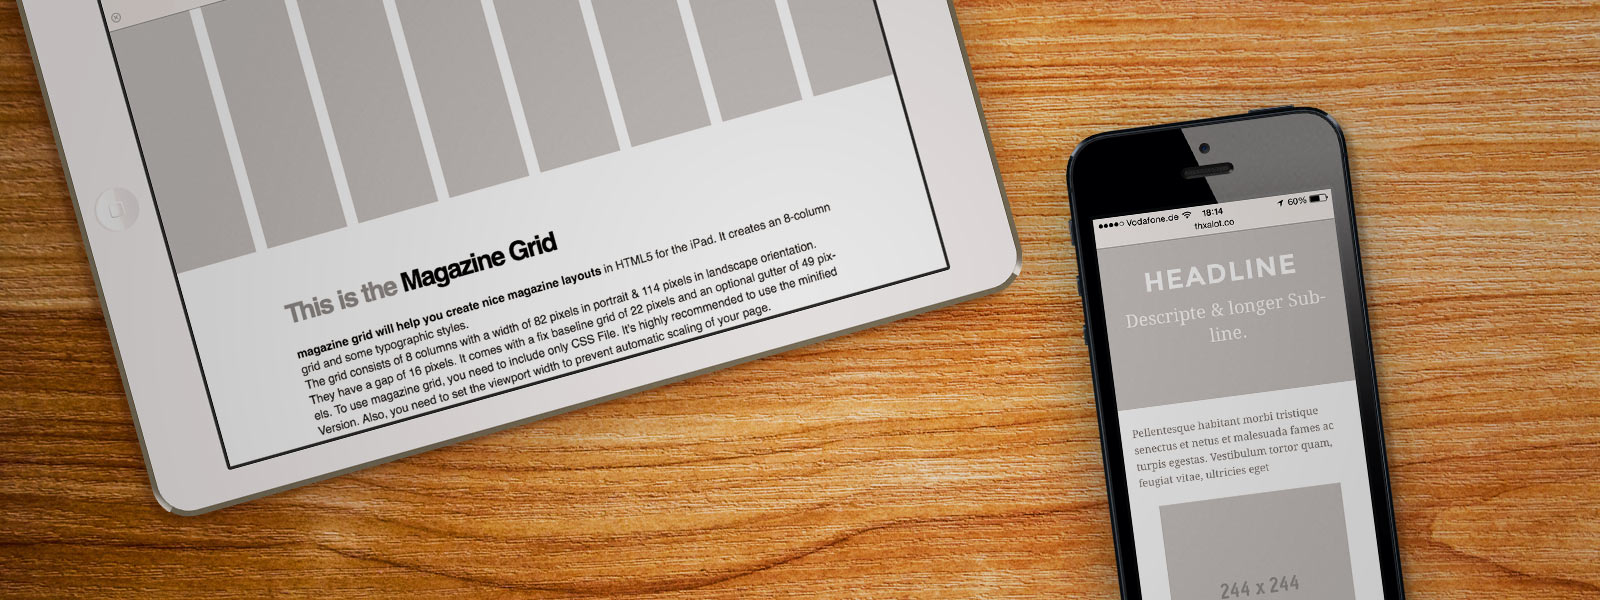 This is the Magazine Grid
magazine grid will help you create nice magazine layouts in HTML5 for the iPad. It creates an 8-column
grid and some typographic styles.
The grid consists of 8 columns with a width of 82 pixels in portrait & 114 pixels in landscape orientation.
They have a gap of 16 pixels. It comes with a fix baseline grid of 22 pixels and an optional gutter of 49 pix-
els. To use magazine grid, you need to include only CSS File. It's highly recommended to use the minified
Version. Also, you need to set the viewport width to prevent automatic scaling of your page.
Vodafone.de 18:14 60%
thxalot.co
HEADLINE
Descripte & longer Sub-
line.
Pellentesque habitant morbi tristique
senectus et netus et malesuada fames ac
turpis egestas. Vestibulum tortor quam,
feugiat vitae, ultricies eget
244 x 244